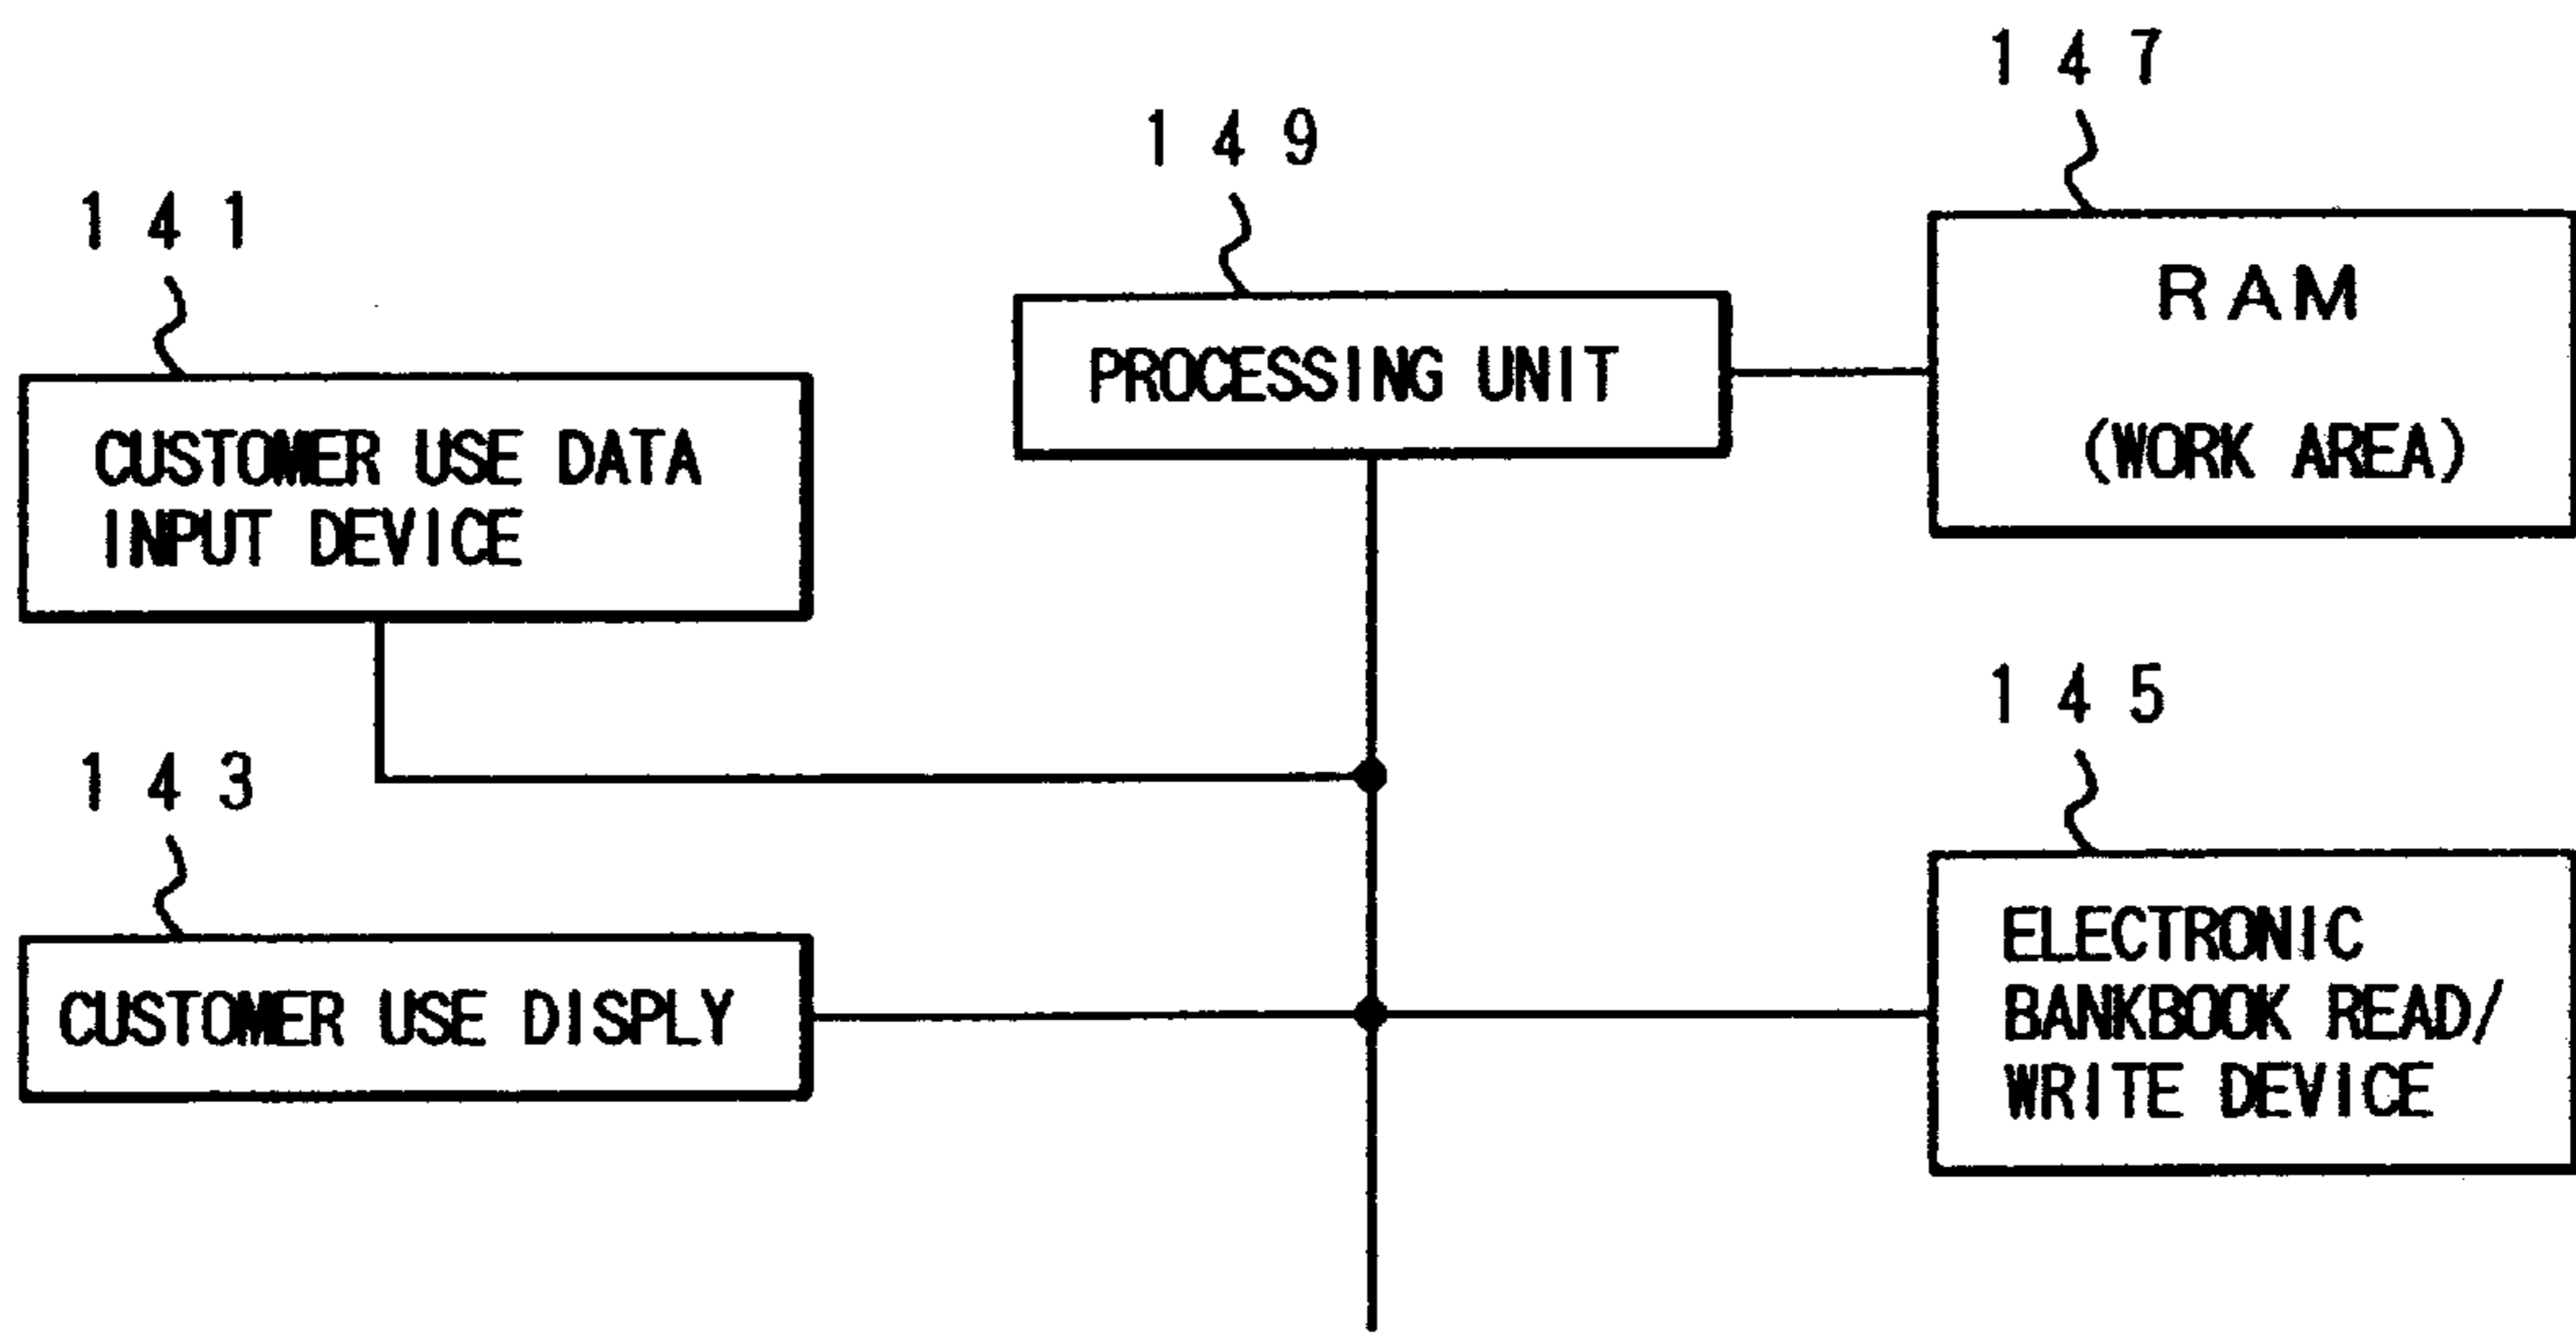 147
149
141
RAM
(WORK AREA)
PROCESSING UNIT
CUSTOMER USE DATA
INPUT DEVICE
145
143
ELECTRONIC
BANKBOOK READ/
WRITE DEVICE
CUSTOMER USE DISPLY